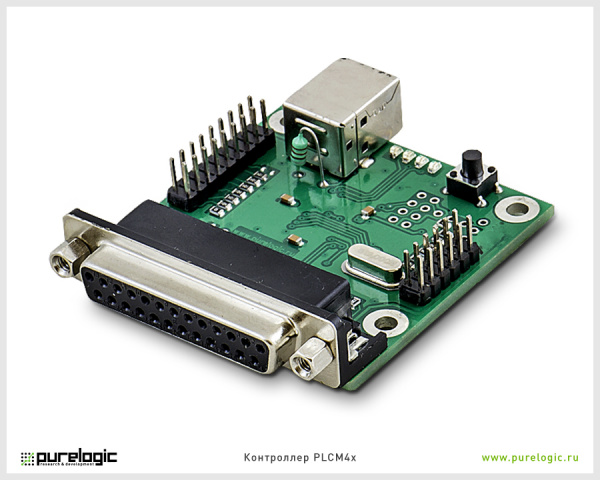 purelogic
research & development
Контроллер PLCM4x
www.purelogic.ru